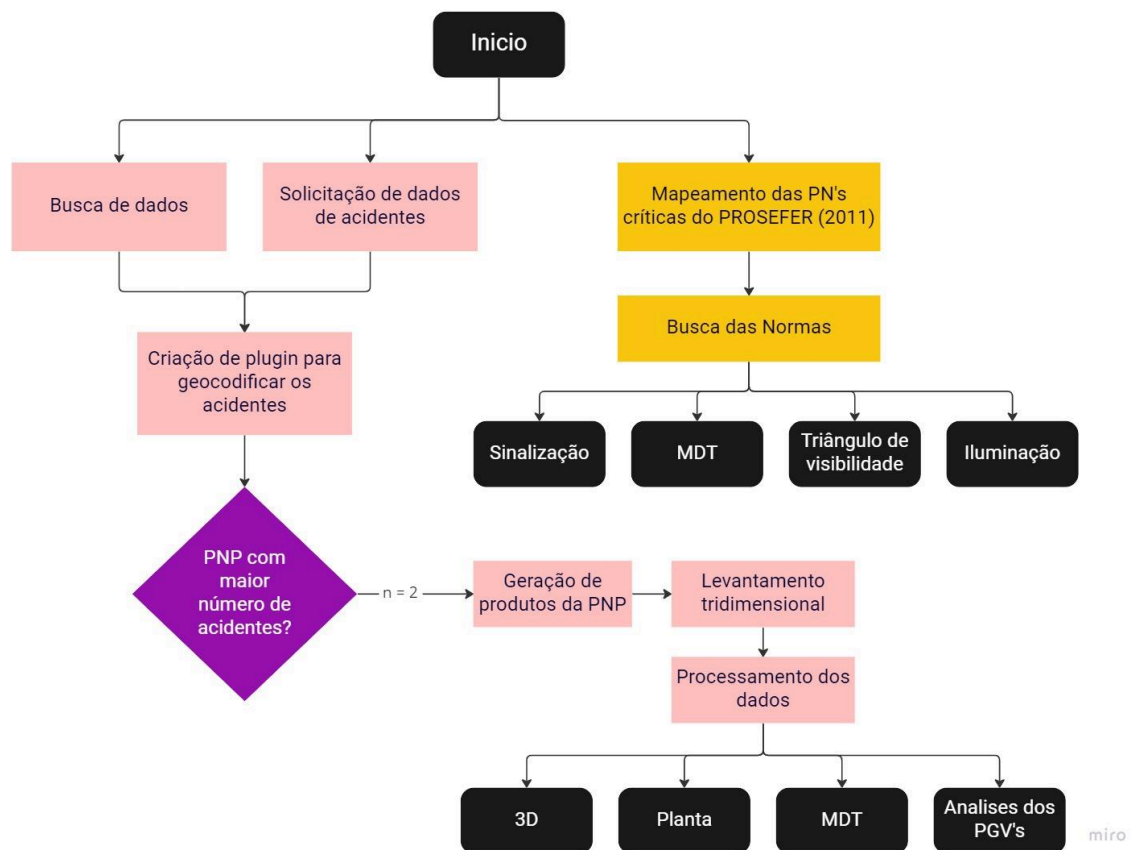 Inicio
Busca de dados
Solicitação de dados
de acidentes
Mapeamento das PN's
críticas do PROSEFER (2011)
Criação de plugin para
geocodificar os
acidentes
Busca das Normas
Sinalização
MDT
Triângulo de
visibilidade
Iluminação
PNP com
maior
número de
acidentes?
n = 2
Geração de
produtos da PNP
Levantamento
tridimensional
Processamento dos
dados
3D
Planta
MDT
Analises dos
PGV's
miro